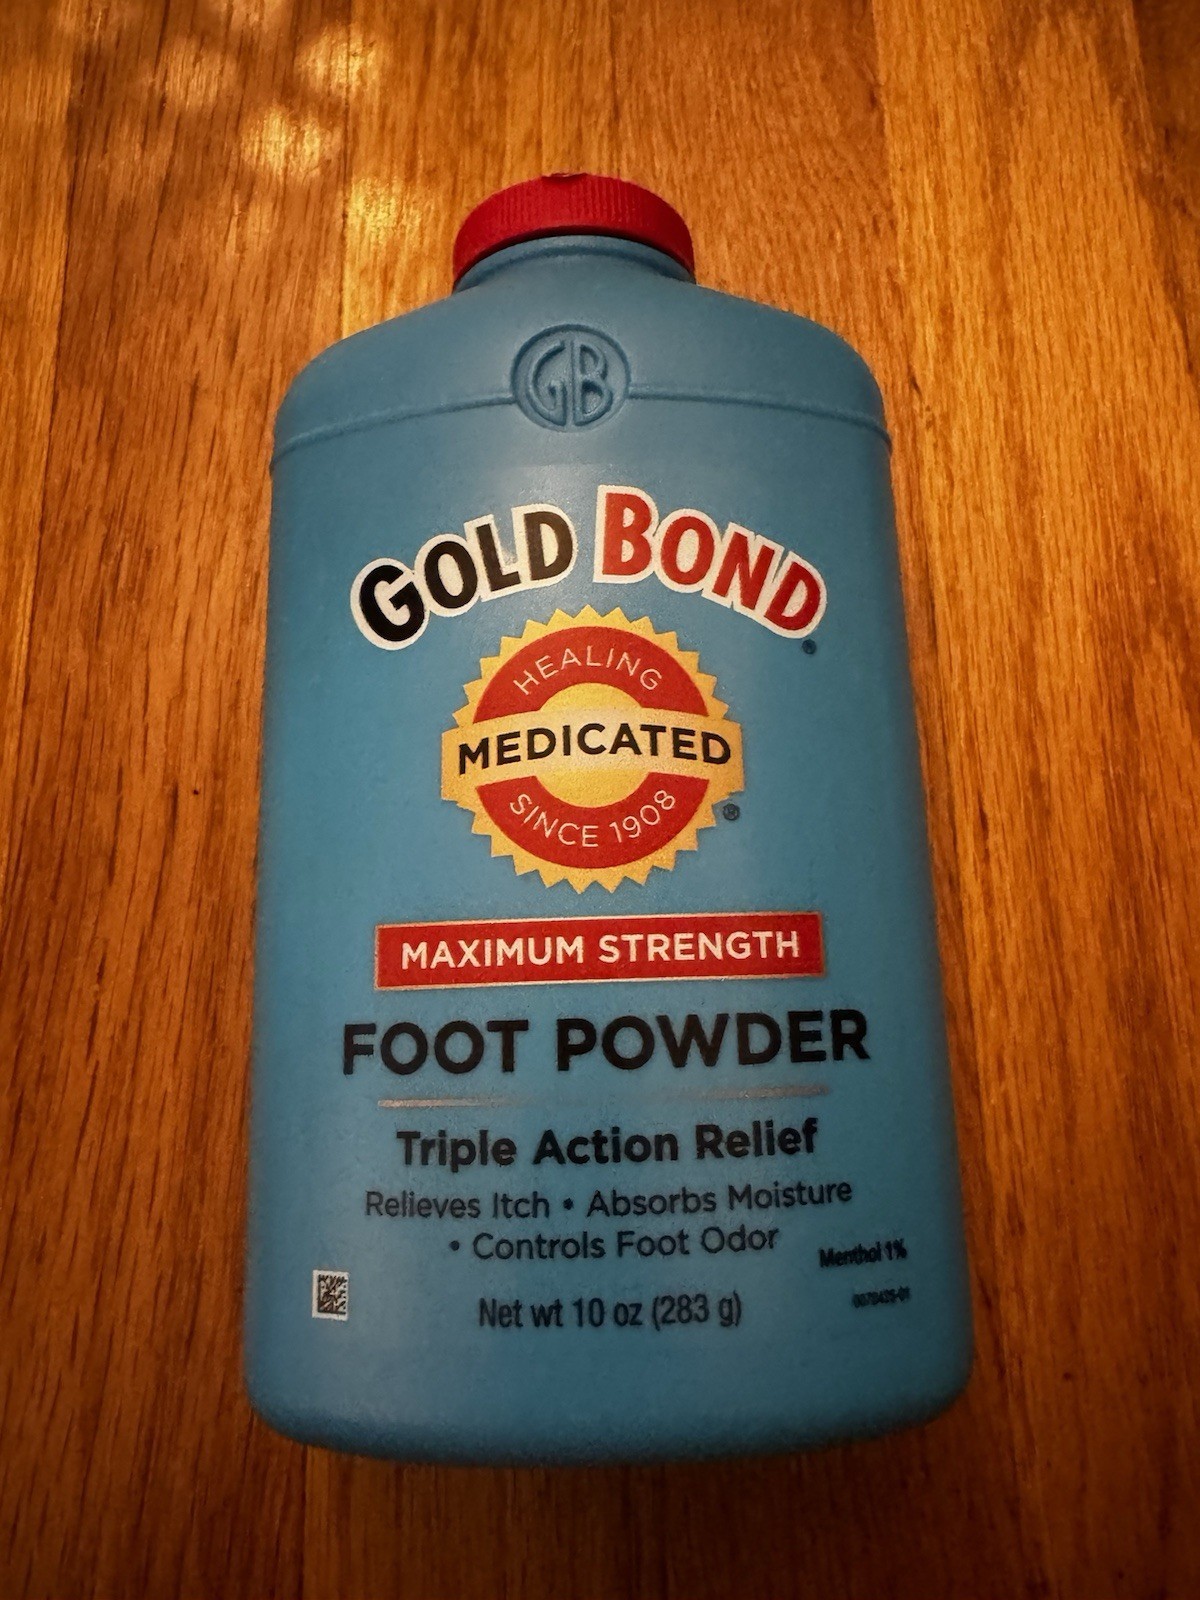 GB
GOLD BOND®
HEALING
MEDICATED
SINCE 1908
®
MAXIMUM STRENGTH
FOOT POWDER
Triple Action Relief
Relieves Itch • Absorbs Moisture
• Controls Foot Odor
Menthol 1%
Net wt 10 oz (283 g)